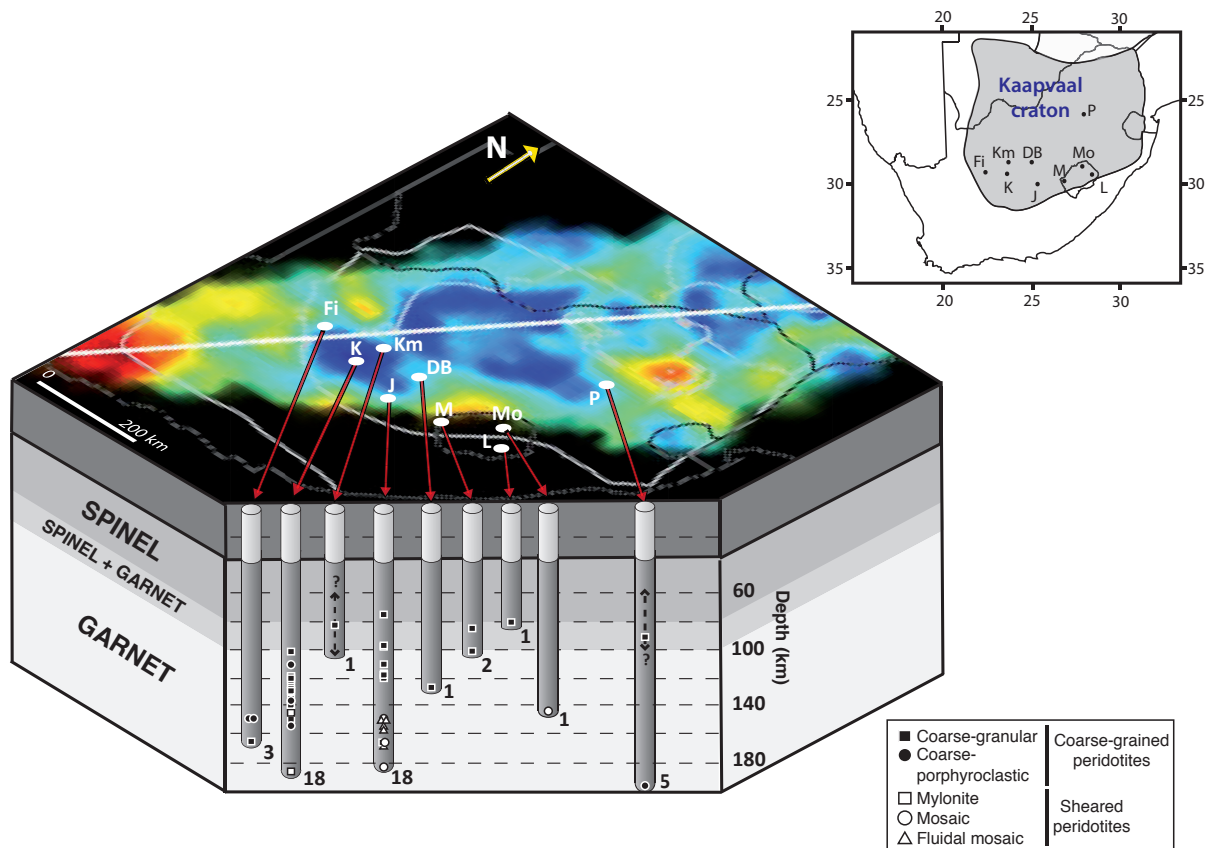 20 25 30
Kaapvaal
craton
25 25
P
Km DB Mo
Fi M
30 K J L 30
35 35
20 25 30
N
Fi
K Km
DB
J
M Mo
P
L
0
200 km
SPINEL
SPINEL + GARNET
GARNET
?
60
1
1
2
?
100
Depth (km)
1
140
1
3
180
18 18 5
Coarse-granular
Coarse-
porphyroclastic
Coarse-grained
peridotites
Mylonite
Mosaic
Fluidal mosaic
Sheared
peridotites